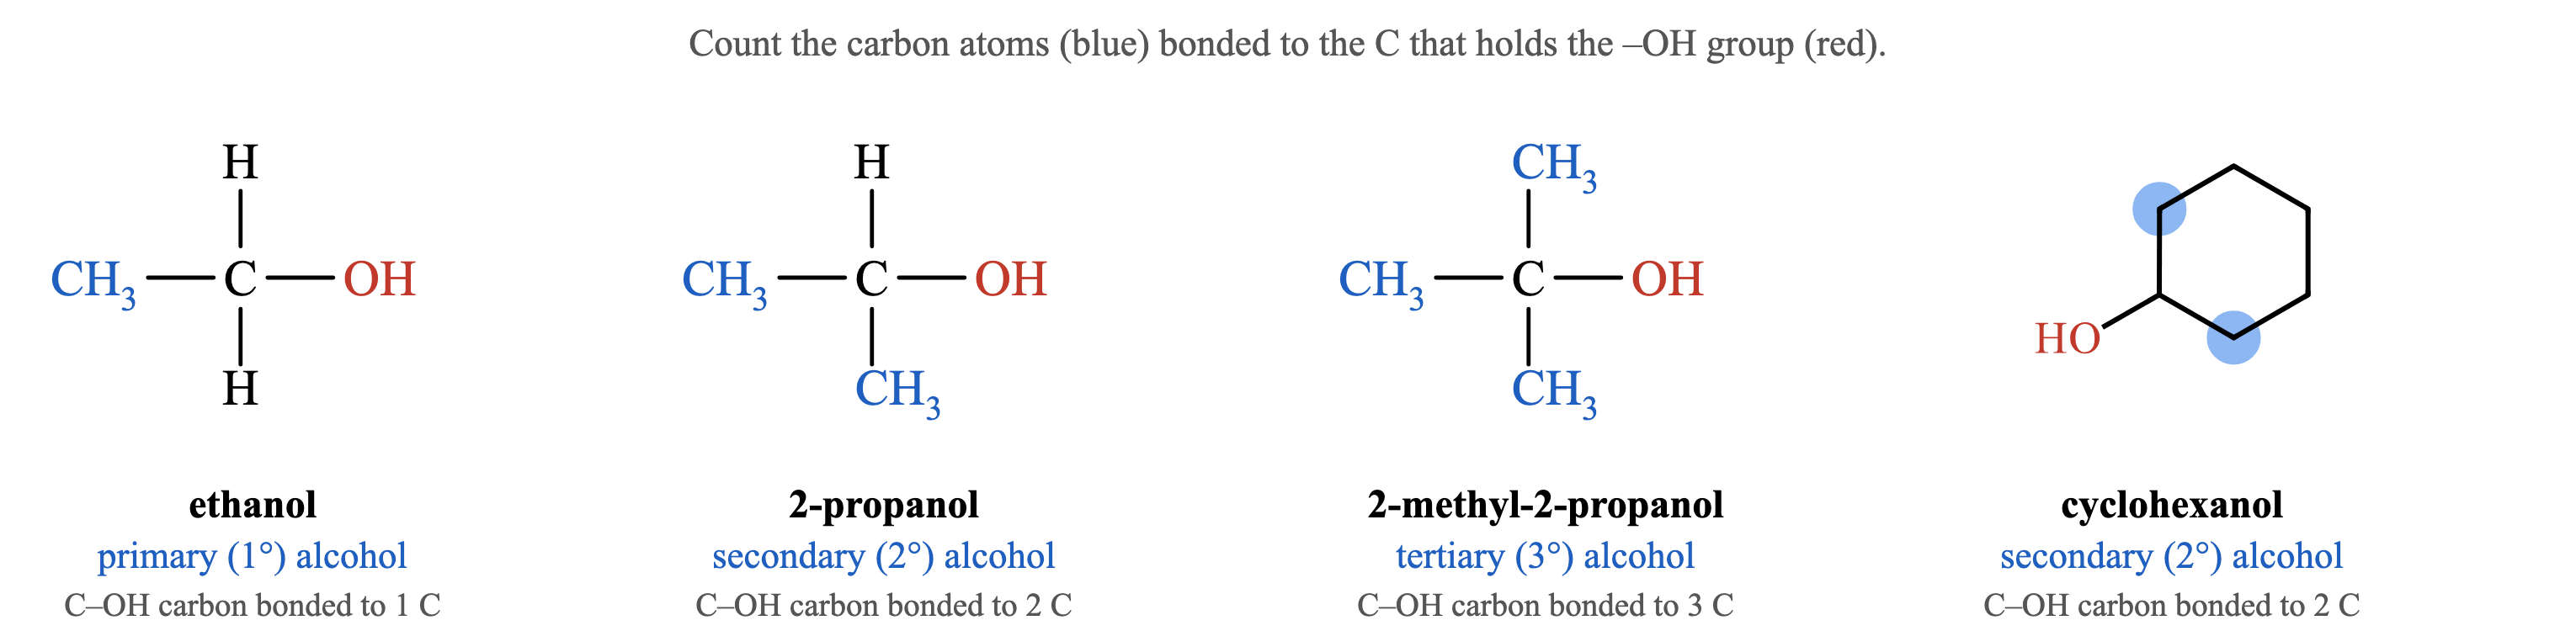 Count the carbon atoms (blue) bonded to the C that holds the –OH group (red).
H H CH₃
CH₃ C OH CH₃ C OH CH₃ C OH HO
H CH₃ CH₃
ethanol 2-propanol 2-methyl-2-propanol cyclohexanol
primary (1°) alcohol secondary (2°) alcohol tertiary (3°) alcohol secondary (2°) alcohol
C–OH carbon bonded to 1 C C–OH carbon bonded to 2 C C–OH carbon bonded to 3 C C–OH carbon bonded to 2 C